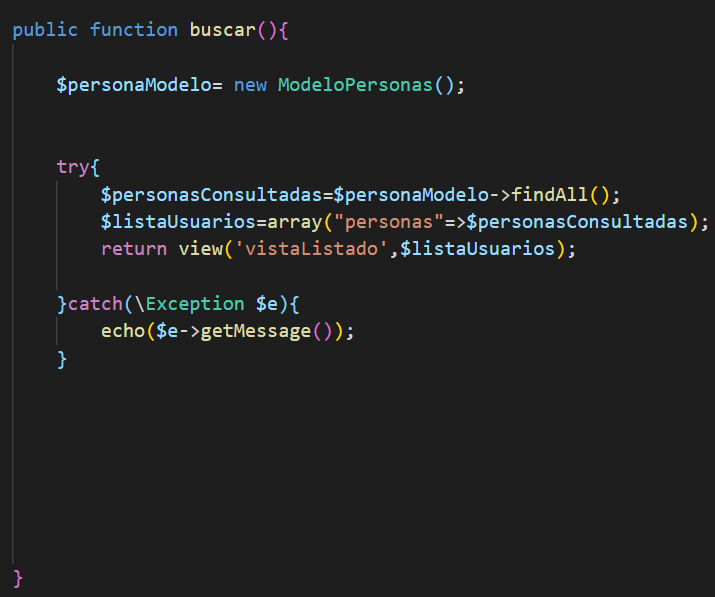 public function buscar(){
$personaModelo= new ModeloPersonas();
try{
$personasConsultadas=$personaModelo->findAll();
$listaUsuarios=array("personas"=>$personasConsultadas);
return view('vistaListado',$listaUsuarios);
}catch(\Exception $e){
echo($e->getMessage());
}
}